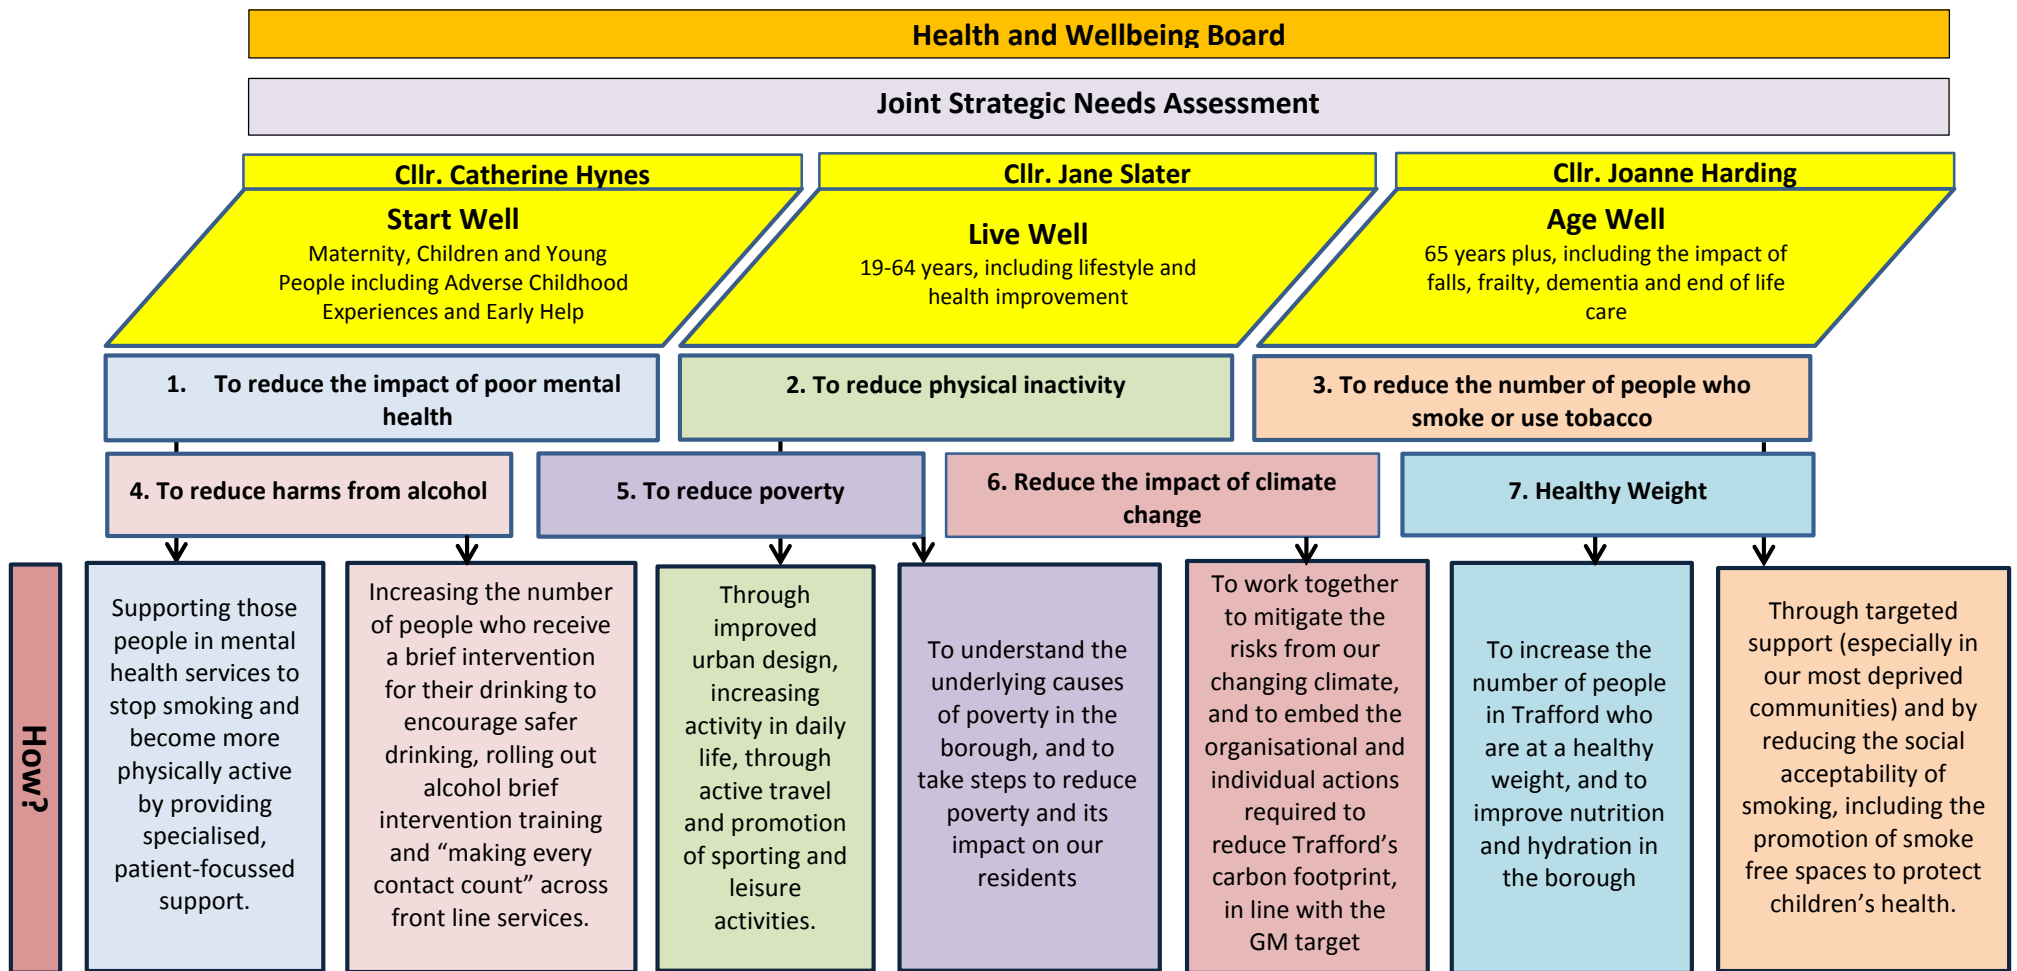 Health and Wellbeing Board
Joint Strategic Needs Assessment
Cllr. Catherine Hynes
Start Well
Maternity, Children and Young
People including Adverse Childhood
Experiences and Early Help
Cllr. Jane Slater
Live Well
19-64 years, including lifestyle and
health improvement
Cllr. Joanne Harding
Age Well
65 years plus, including the impact of
falls, frailty, dementia and end of life
care
1. To reduce the impact of poor mental
health
2. To reduce physical inactivity
3. To reduce the number of people who
smoke or use tobacco
4. To reduce harms from alcohol
5. To reduce poverty
6. Reduce the impact of climate
change
7. Healthy Weight
How?
Supporting those
people in mental
health services to
stop smoking and
become more
physically active
by providing
specialised,
patient-focussed
support.
Increasing the number
of people who receive
a brief intervention
for their drinking to
encourage safer
drinking, rolling out
alcohol brief
intervention training
and “making every
contact count” across
front line services.
Through
improved
urban design,
increasing
activity in daily
life, through
active travel
and promotion
of sporting and
leisure
activities.
To understand the
underlying causes
of poverty in the
borough, and to
take steps to reduce
poverty and its
impact on our
residents
To work together
to mitigate the
risks from our
changing climate,
and to embed the
organisational and
individual actions
required to
reduce Trafford’s
carbon footprint,
in line with the
GM target
To increase the
number of people
in Trafford who
are at a healthy
weight, and to
improve nutrition
and hydration in
the borough
Through targeted
support (especially in
our most deprived
communities) and by
reducing the social
acceptability of
smoking, including the
promotion of smoke
free spaces to protect
children’s health.